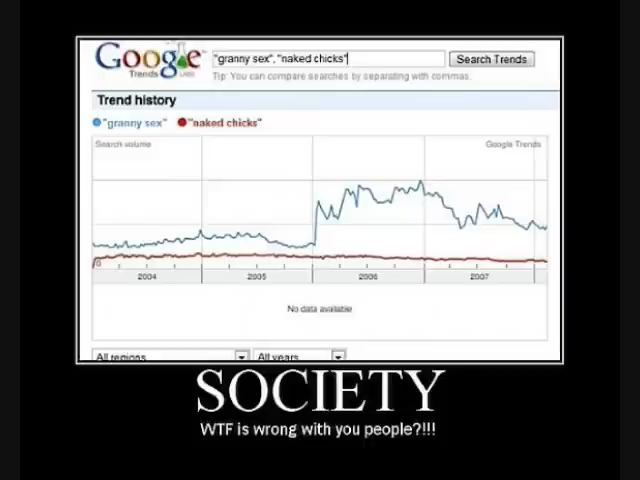 Google
Trends Labs
"granny sex", "naked chicks"
Search Trends
Tip: You can compare searches by separating with commas.
Trend history
"granny sex" "naked chicks"
Search volume Google Trends
0
2004 2005 2006 2007
No data available
All regions All years
SOCIETY
WTF is wrong with you people?!!!